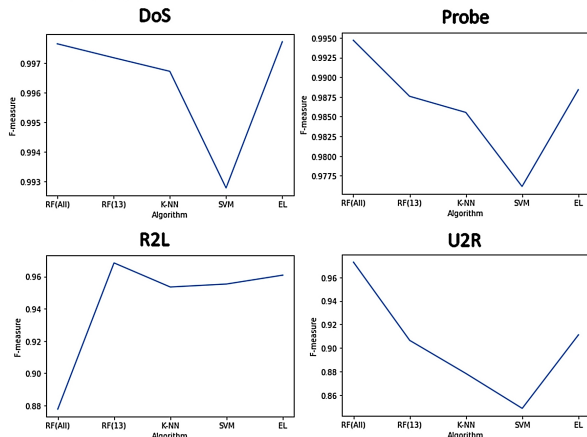 DoS
F-measure
0.997
0.996
0.995
0.994
0.993
RF(All) RF(13) K-NN SVM EL
Algorithm
Probe
F-measure
0.9950
0.9925
0.9900
0.9875
0.9850
0.9825
0.9800
0.9775
RF(All) RF(13) K-NN SVM EL
Algorithm
R2L
F-measure
0.96
0.94
0.92
0.90
0.88
RF(All) RF(13) K-NN SVM EL
Algorithm
U2R
F-measure
0.96
0.94
0.92
0.90
0.88
0.86
RF(All) RF(13) K-NN SVM EL
Algorithm